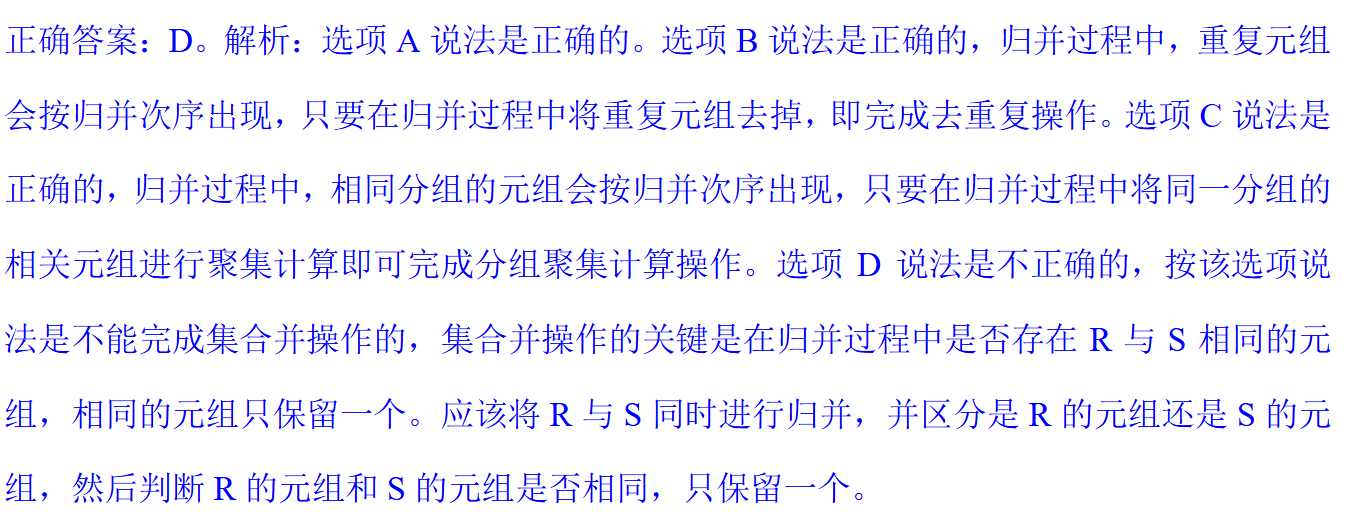 正确答案：D。解析：选项 A 说法是正确的。选项 B 说法是正确的，归并过程中，重复元组
会按归并次序出现，只要在归并过程中将重复元组去掉，即完成去重复操作。选项 C 说法是
正确的，归并过程中，相同分组的元组会按归并次序出现，只要在归并过程中将同一分组的
相关元组进行聚集计算即可完成分组聚集计算操作。选项 D 说法是不正确的，按该选项说
法是不能完成集合并操作的，集合并操作的关键是在归并过程中是否存在 R 与 S 相同的元
组，相同的元组只保留一个。应该将 R 与 S 同时进行归并，并区分是 R 的元组还是 S 的元
组，然后判断 R 的元组和 S 的元组是否相同，只保留一个。